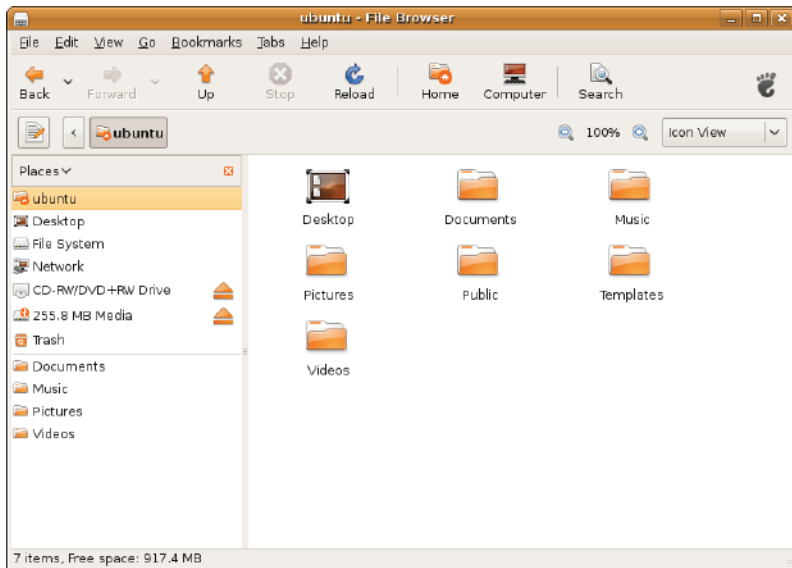 ubuntu - File Browser
File Edit View Go Bookmarks Tabs Help
Back Forward Up Stop Reload Home Computer Search
ubuntu 100% Icon View
Places
ubuntu
Desktop
File System
Network
CD-RW/DVD+RW Drive
255.8 MB Media
Trash
Documents
Music
Pictures
Videos
Desktop Documents Music
Pictures Public Templates
Videos
7 items, Free space: 917.4 MB